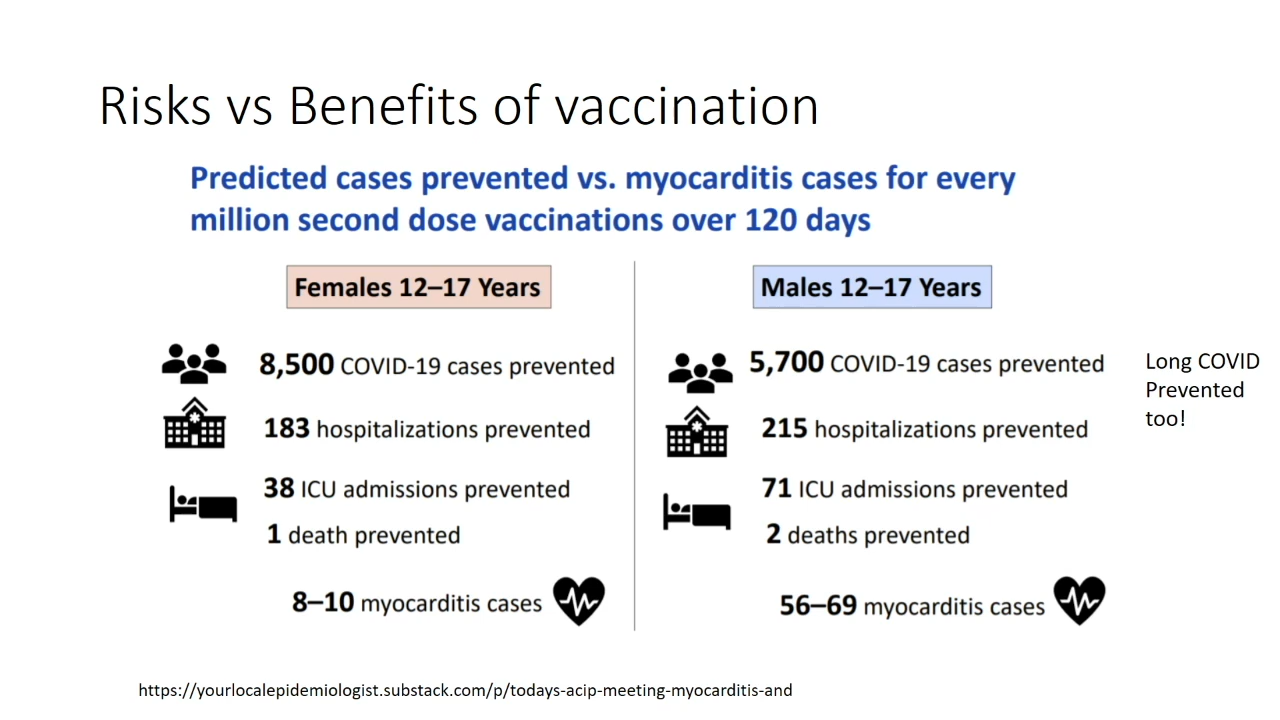 Risks vs Benefits of vaccination
Predicted cases prevented vs. myocarditis cases for every
million second dose vaccinations over 120 days
Females 12–17 Years
8,500 COVID-19 cases prevented
183 hospitalizations prevented
38 ICU admissions prevented
1 death prevented
8–10 myocarditis cases
Males 12–17 Years
5,700 COVID-19 cases prevented
215 hospitalizations prevented
71 ICU admissions prevented
2 deaths prevented
56–69 myocarditis cases
Long COVID
Prevented
too!
https://yourlocalepidemiologist.substack.com/p/todays-acip-meeting-myocarditis-and